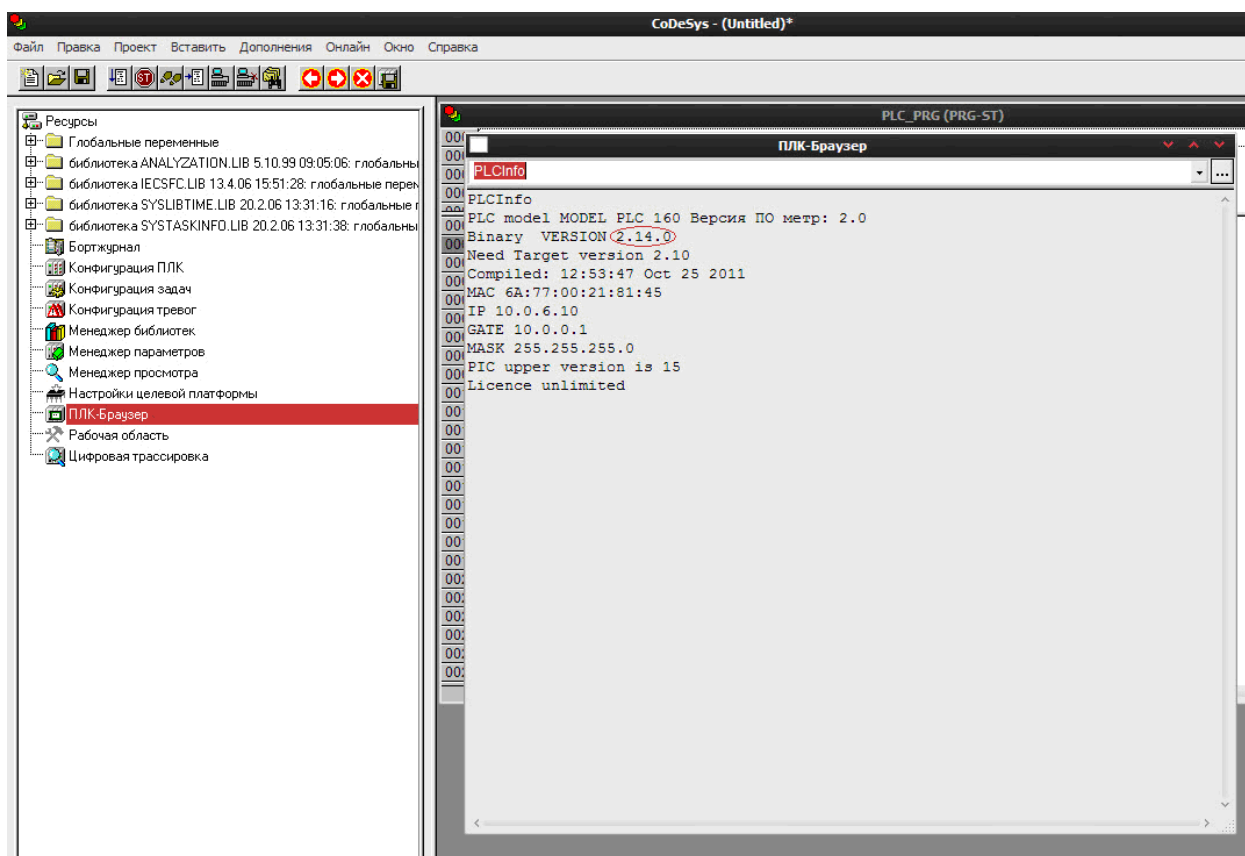 CoDeSys - (Untitled)*
Файл Правка Проект Вставить Дополнения Онлайн Окно Справка
Ресурсы
Глобальные переменные
библиотека ANALYZATION.LIB 5.10.99 09:05:06: глобальны
библиотека IECSFC.LIB 13.4.06 15:51:28: глобальные перем
библиотека SYSLIBTIME.LIB 20.2.06 13:31:16: глобальные г
библиотека SYSTASKINFO.LIB 20.2.06 13:31:38: глобальны
Бортжурнал
Конфигурация ПЛК
Конфигурация задач
Конфигурация тревог
Менеджер библиотек
Менеджер параметров
Менеджер просмотра
Настройки целевой платформы
ПЛК-Браузер
Рабочая область
Цифровая трассировка
PLC_PRG (PRG-ST)
ПЛК-Браузер
PLCInfo
...
PLCInfo
PLC model MODEL PLC 160 Версия ПО метр: 2.0
Binary VERSION 2.14.0
Need Target version 2.10
Compiled: 12:53:47 Oct 25 2011
MAC 6A:77:00:21:81:45
IP 10.0.6.10
GATE 10.0.0.1
MASK 255.255.255.0
PIC upper version is 15
Licence unlimited